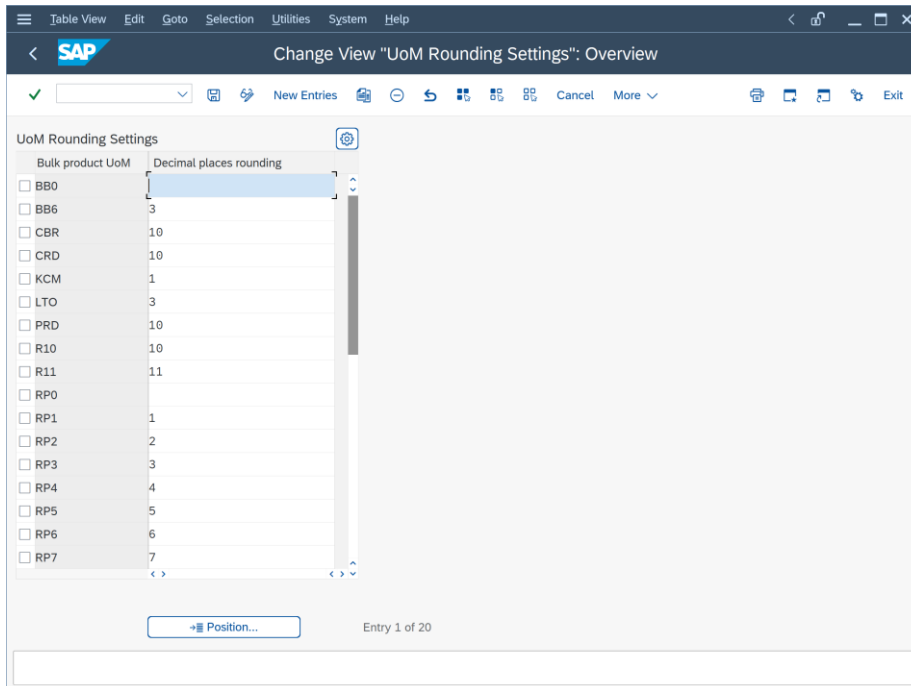 Table View Edit Goto Selection Utilities System Help
SAP Change View "UoM Rounding Settings": Overview
New Entries Cancel More Exit
UoM Rounding Settings
Bulk product UoM Decimal places rounding
BB0
BB6 3
CBR 10
CRD 10
KCM 1
LTO 3
PRD 10
R10 10
R11 11
RP0
RP1 1
RP2 2
RP3 3
RP4 4
RP5 5
RP6 6
RP7 7
Position... Entry 1 of 20